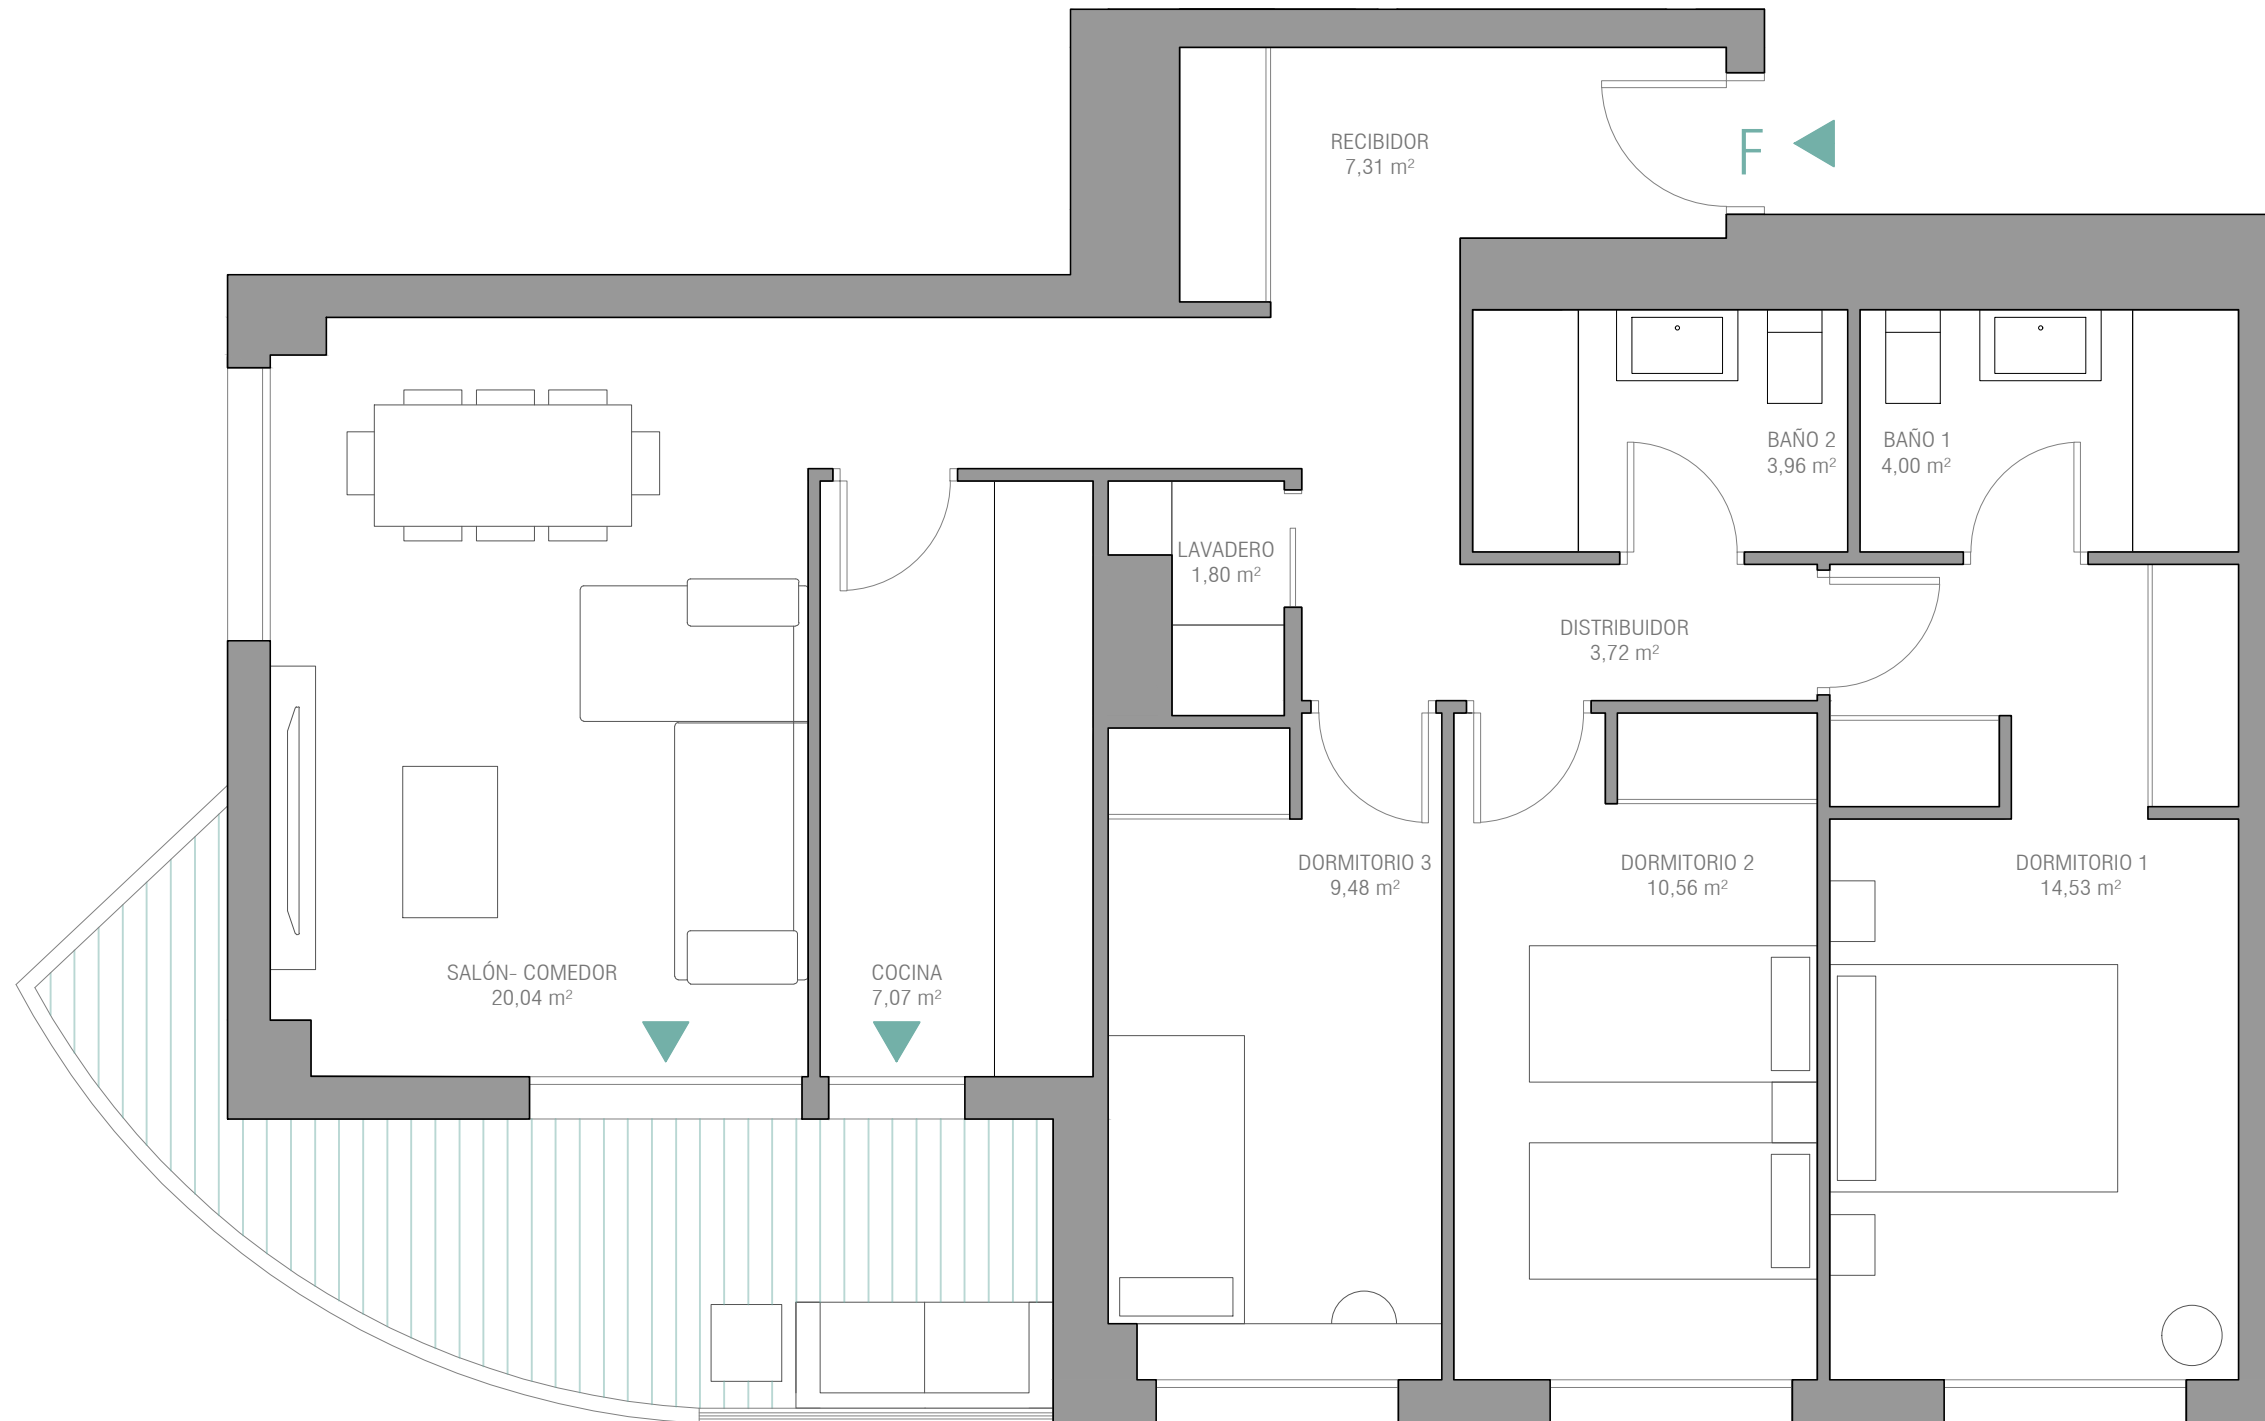 RECIBIDOR
7,31 m²
F
BAÑO 2
3,96 m²
BAÑO 1
4,00 m²
LAVADERO
1,80 m²
DISTRIBUIDOR
3,72 m²
DORMITORIO 3
9,48 m²
DORMITORIO 2
10,56 m²
DORMITORIO 1
14,53 m²
SALÓN- COMEDOR
20,04 m²
COCINA
7,07 m²